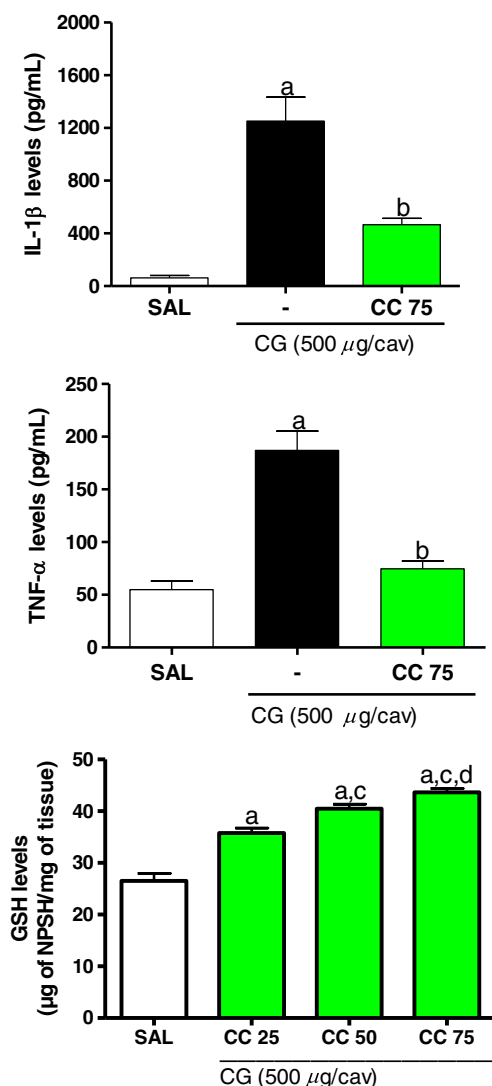 IL-1β levels (pg/mL)
2000
1600
1200
800
400
0
a
b
SAL
-
CC 75
CG (500 μg/cav)
TNF-α levels (pg/mL)
250
200
150
100
50
0
a
b
SAL
-
CC 75
CG (500 μg/cav)
GSH levels
(μg of NPSH/mg of tissue)
50
40
30
20
10
0
a
a,c
a,c,d
SAL
CC 25
CC 50
CC 75
CG (500 μg/cav)